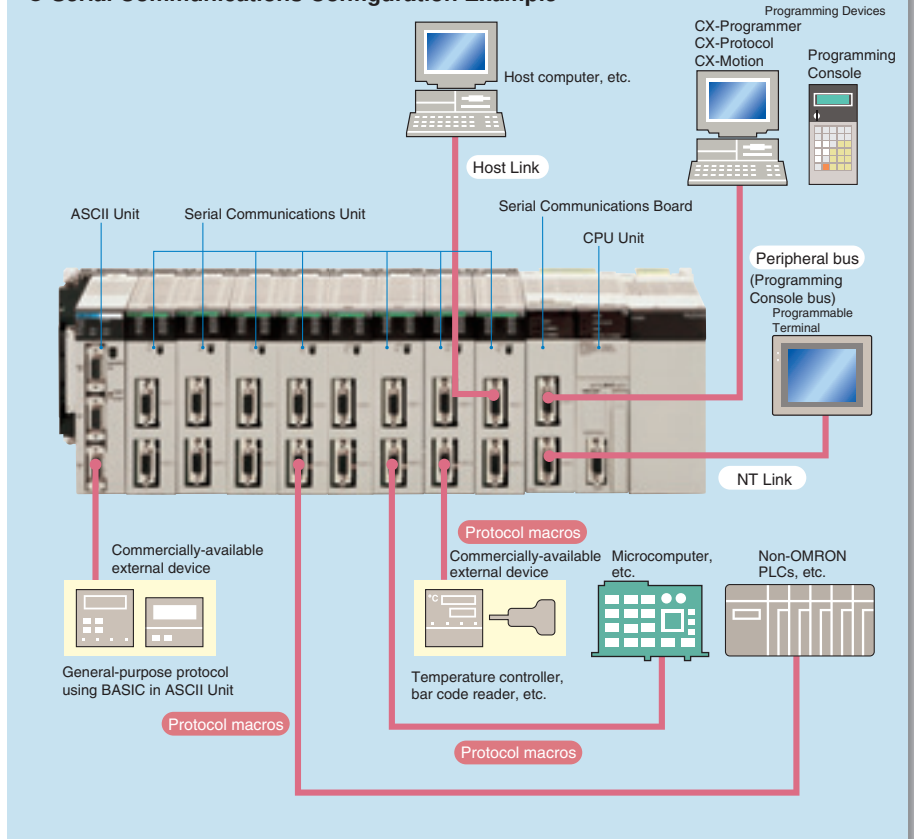 Serial Communications Configuration Example
Programming Devices
CX-Programmer
CX-Protocol
CX-Motion
Programming
Console
Host computer, etc.
Host Link
ASCII Unit
Serial Communications Unit
Serial Communications Board
CPU Unit
Peripheral bus
(Programming
Console bus)
Programmable
Terminal
NT Link
Protocol macros
Commercially-available
external device
Commercially-available
external device
Microcomputer,
etc.
Non-OMRON
PLCs, etc.
°C
General-purpose protocol
using BASIC in ASCII Unit
Temperature controller,
bar code reader, etc.
Protocol macros
Protocol macros